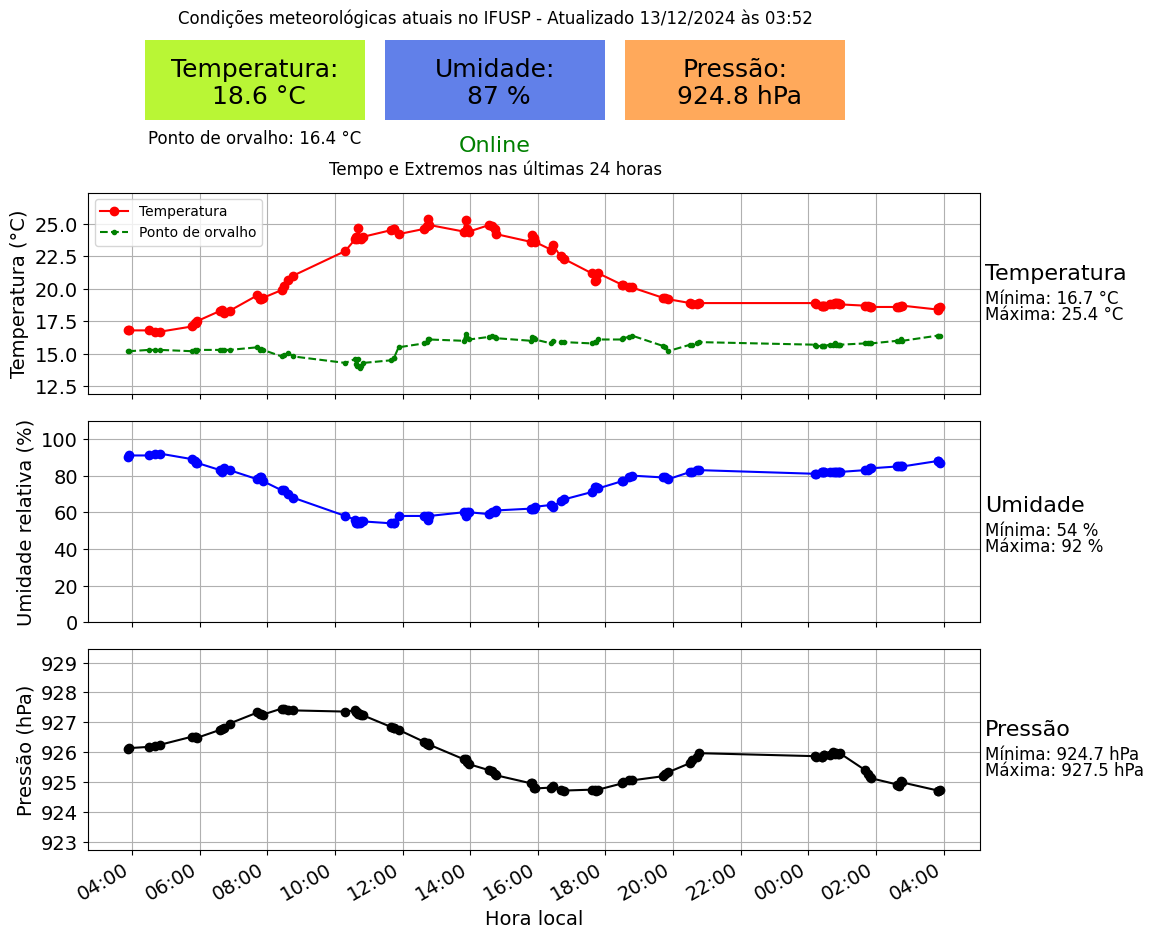 Condições meteorológicas atuais no IFUSP - Atualizado 13/12/2024 às 03:52
Temperatura:
18.6 °C
Umidade:
87 %
Pressão:
924.8 hPa
Ponto de orvalho: 16.4 °C
Online
Tempo e Extremos nas últimas 24 horas
Temperatura (°C)
25.0
22.5
20.0
17.5
15.0
12.5
Temperatura
Ponto de orvalho
Temperatura
Mínima: 16.7 °C
Máxima: 25.4 °C
Umidade relativa (%)
100
80
60
40
20
0
Umidade
Mínima: 54 %
Máxima: 92 %
Pressão (hPa)
929
928
927
926
925
924
923
Pressão
Mínima: 924.7 hPa
Máxima: 927.5 hPa
04:00 06:00 08:00 10:00 12:00 14:00 16:00 18:00 20:00 22:00 00:00 02:00 04:00
Hora local